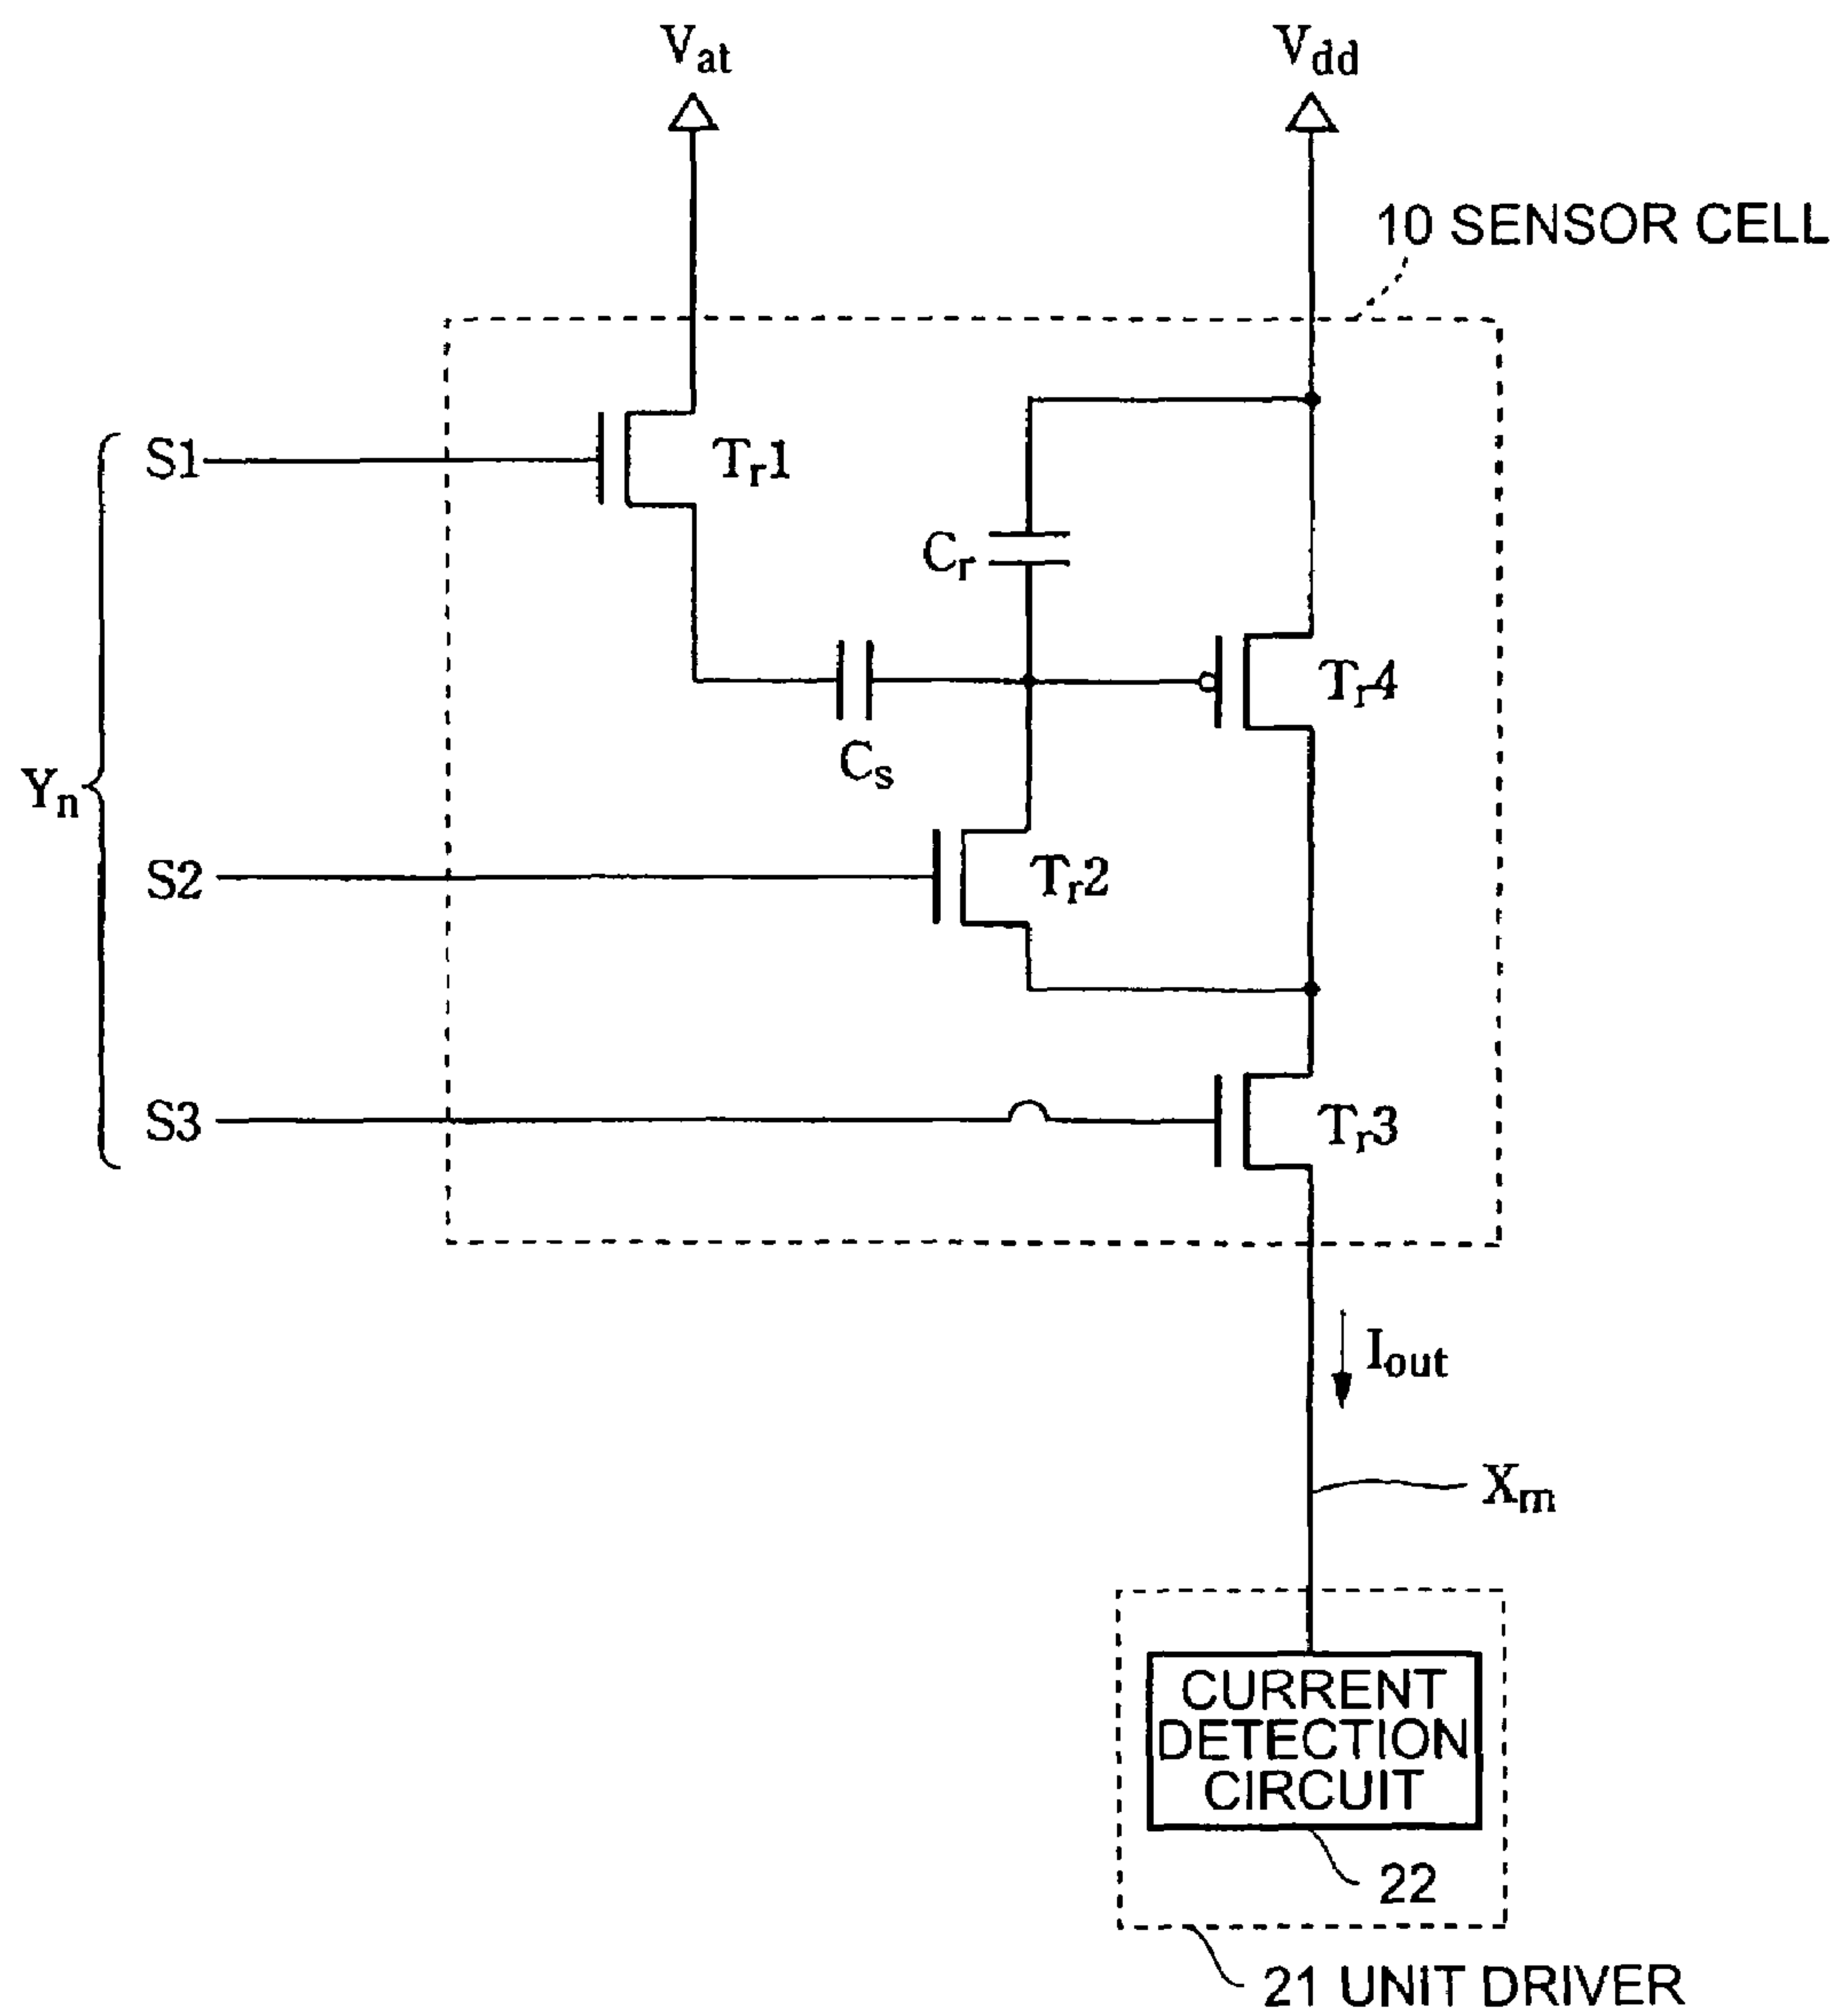 Vat
Vdd
10 SENSOR CELL
S1
Tr1
Cr
Tr4
Cs
Yn
S2
Tr2
S3
Tr3
Iout
Xm
CURRENT
DETECTION
CIRCUIT
22
21 UNIT DRIVER